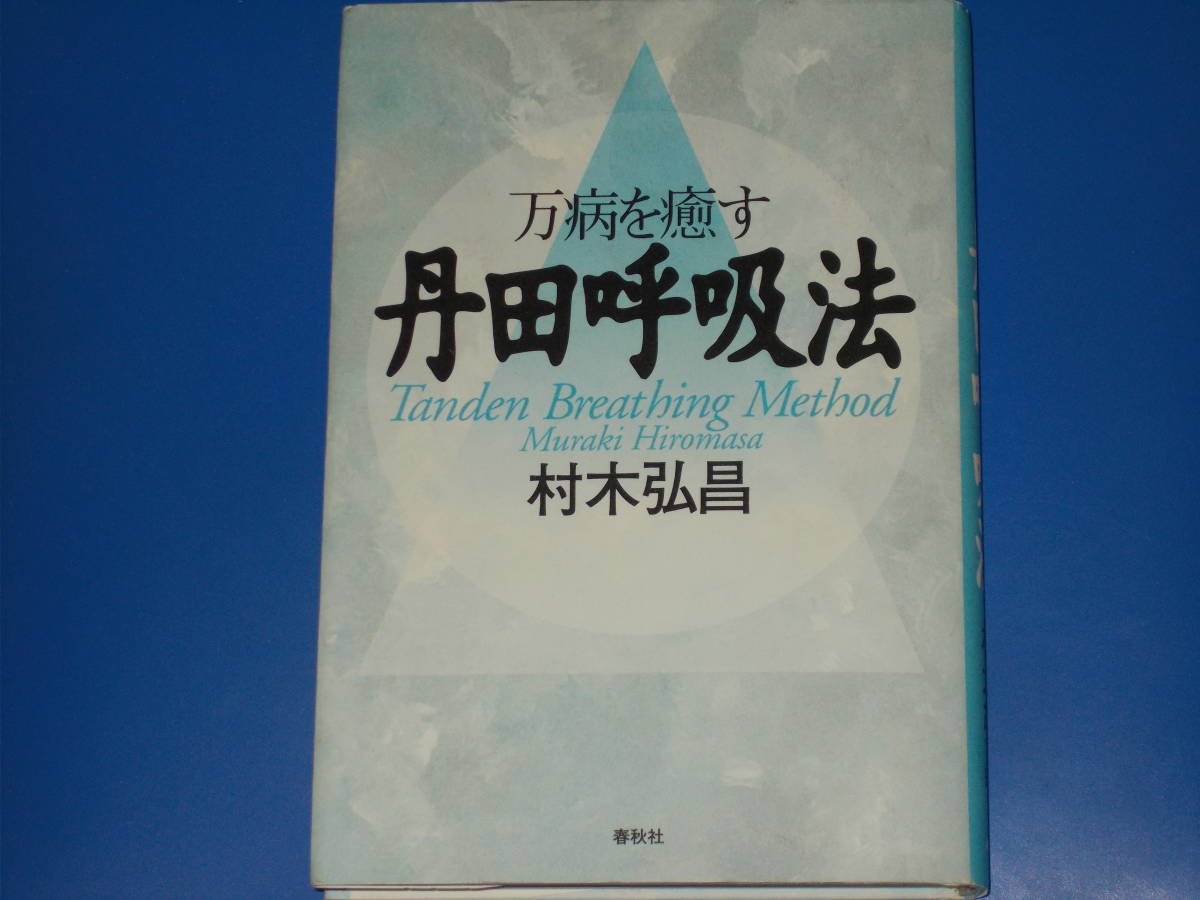 万病を癒す
丹田呼吸法
Tanden Breathing Method
Muraki Hiromasa
村木弘昌
春秋社